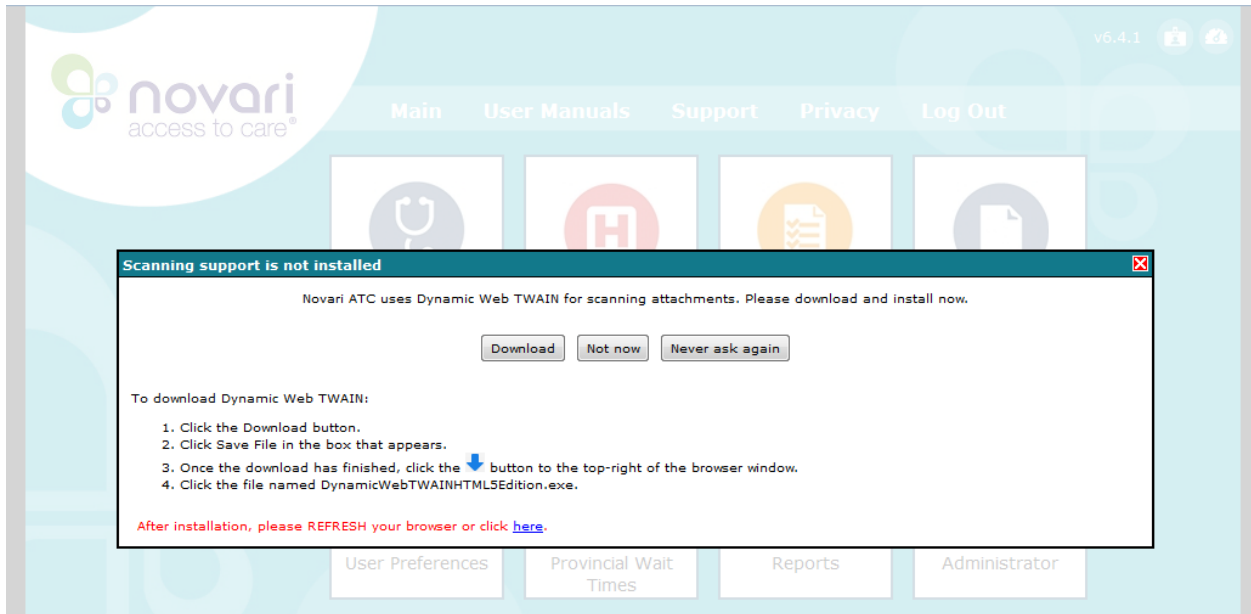 v6.4.1
novari
access to care®
Main User Manuals Support Privacy Log Out
H
Scanning support is not installed
Novari ATC uses Dynamic Web TWAIN for scanning attachments. Please download and install now.
Download Not now Never ask again
To download Dynamic Web TWAIN:
1. Click the Download button.
2. Click Save File in the box that appears.
3. Once the download has finished, click the button to the top-right of the browser window.
4. Click the file named DynamicWebTWAINHTML5Edition.exe.
After installation, please REFRESH your browser or click here.
User Preferences Provincial Wait Reports Administrator
Times